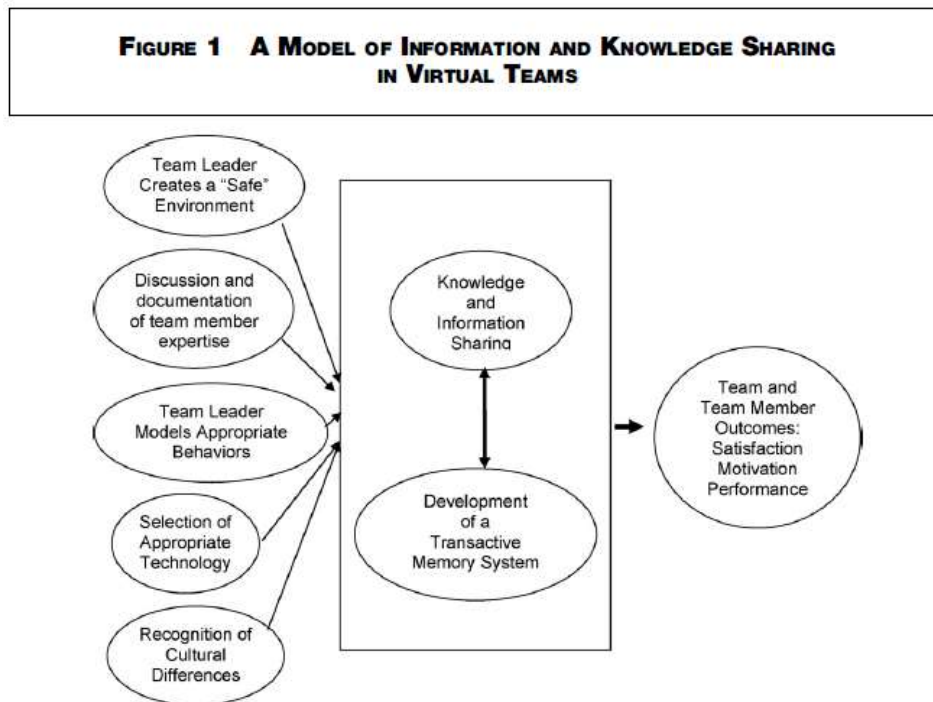 FIGURE 1 A MODEL OF INFORMATION AND KNOWLEDGE SHARING
IN VIRTUAL TEAMS
Team Leader
Creates a “Safe”
Environment
Discussion and
documentation
of team member
expertise
Team Leader
Models Appropriate
Behaviors
Selection of
Appropriate
Technology
Recognition of
Cultural
Differences
Knowledge
and
Information
Sharing
Development
of a
Transactive
Memory System
Team and
Team Member
Outcomes:
Satisfaction
Motivation
Performance